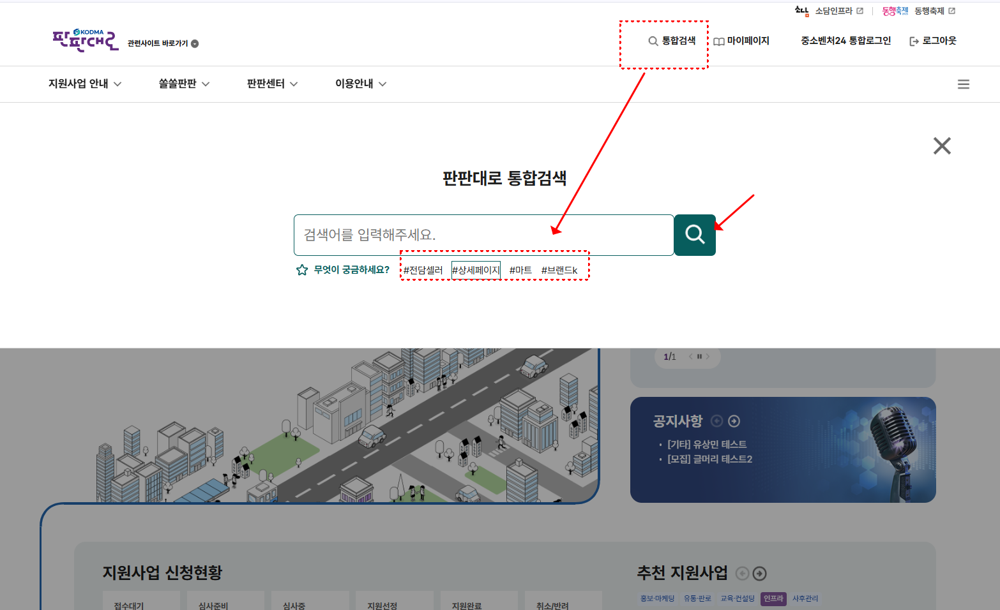 소담 소담인프라 동행축제 동행축제
KODMA
판판대로 관련사이트 바로가기 통합검색 마이페이지 중소벤처24 통합로그인 로그아웃
지원사업 안내 쏠쏠판판 판판센터 이용안내
판판대로 통합검색
검색어를 입력해주세요.
무엇이 궁금하세요? #전담셀러 #상세페이지 #마트 #브랜드k
1/1
공지사항
• [기타] 유상민 테스트
• [모집] 글머리 테스트2
지원사업 신청현황
접수대기 심사준비 심사중 지원선정 지원완료 취소/반려
추천 지원사업
홍보·마케팅 유통·판로 교육·컨설팅 인프라 사후관리